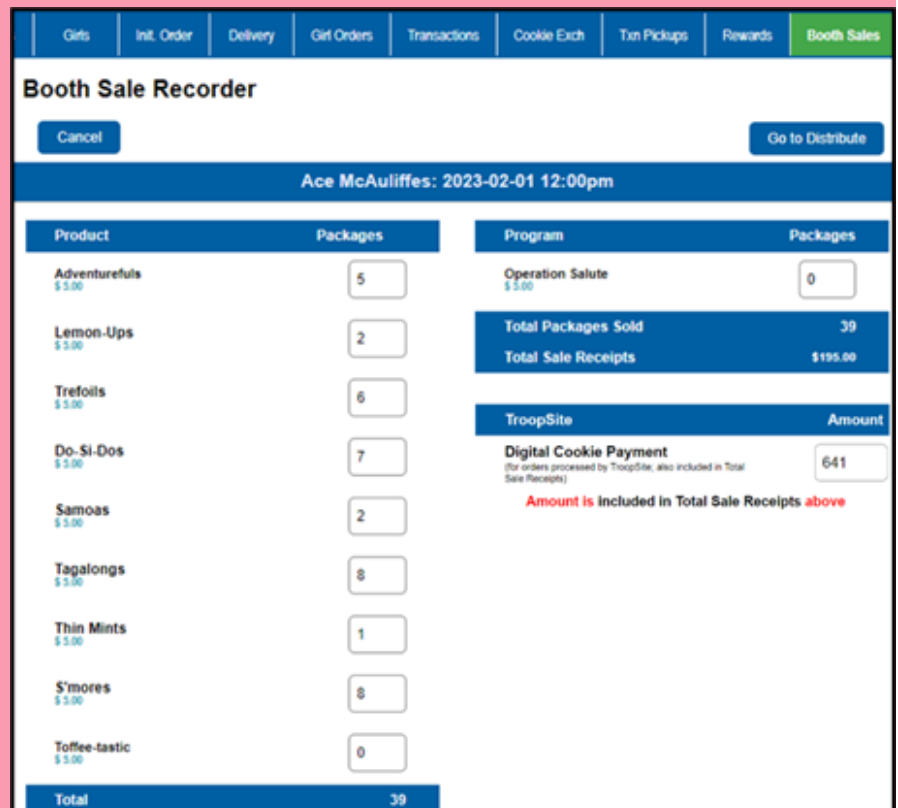 Girls Init. Order Delivery Girl Orders Transactions Cookie Exch Txn Pickups Rewards Booth Sales
Booth Sale Recorder
Cancel Go to Distribute
Ace McAuliffes: 2023-02-01 12:00pm
Product Packages
Adventurefuls 5
$ 5.00
Lemon-Ups 2
$ 5.00
Trefoils 6
$ 5.00
Do-Si-Dos 7
$ 5.00
Samoas 2
$ 5.00
Tagalongs 8
$ 5.00
Thin Mints 1
$ 5.00
S'mores 8
$ 5.00
Toffee-tastic 0
$ 5.00
Total 39
Program Packages
Operation Salute 0
$ 5.00
Total Packages Sold 39
Total Sale Receipts $195.00
TroopSite Amount
Digital Cookie Payment 641
(for orders processed by TroopSite; also included in Total
Sale Receipts)
Amount is included in Total Sale Receipts above